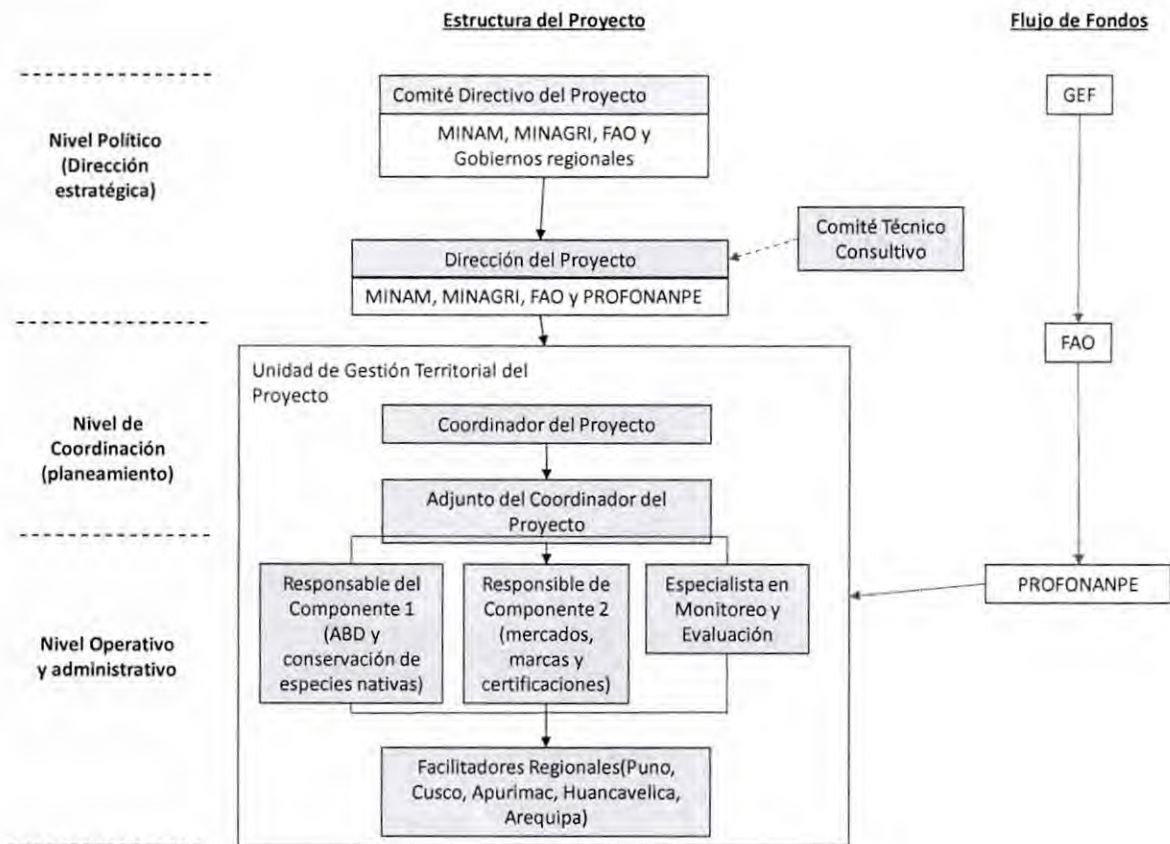 Estructura del Proyecto
Flujo de Fondos
Comité Directivo del Proyecto
MINAM, MINAGRI, FAO y
Gobiernos regionales
GEF
Nivel Político
(Dirección
estratégica)
Comité Técnico
Consultivo
Dirección del Proyecto
MINAM, MINAGRI, FAO y PROFONANPE
FAO
Unidad de Gestión Territorial del
Proyecto
Nivel de
Coordinación
(planeamiento)
Coordinador del Proyecto
Adjunto del Coordinador del
Proyecto
Responsable del
Componente 1
(ABD y
conservación de
especies nativas)
Responsible de
Componente 2
(mercados,
marcas y
certificaciones)
Especialista en
Monitoreo y
Evaluación
PROFONANPE
Nivel Operativo
y administrativo
Facilitadores Regionales(Puno,
Cusco, Apurimac, Huancavelica,
Arequipa)